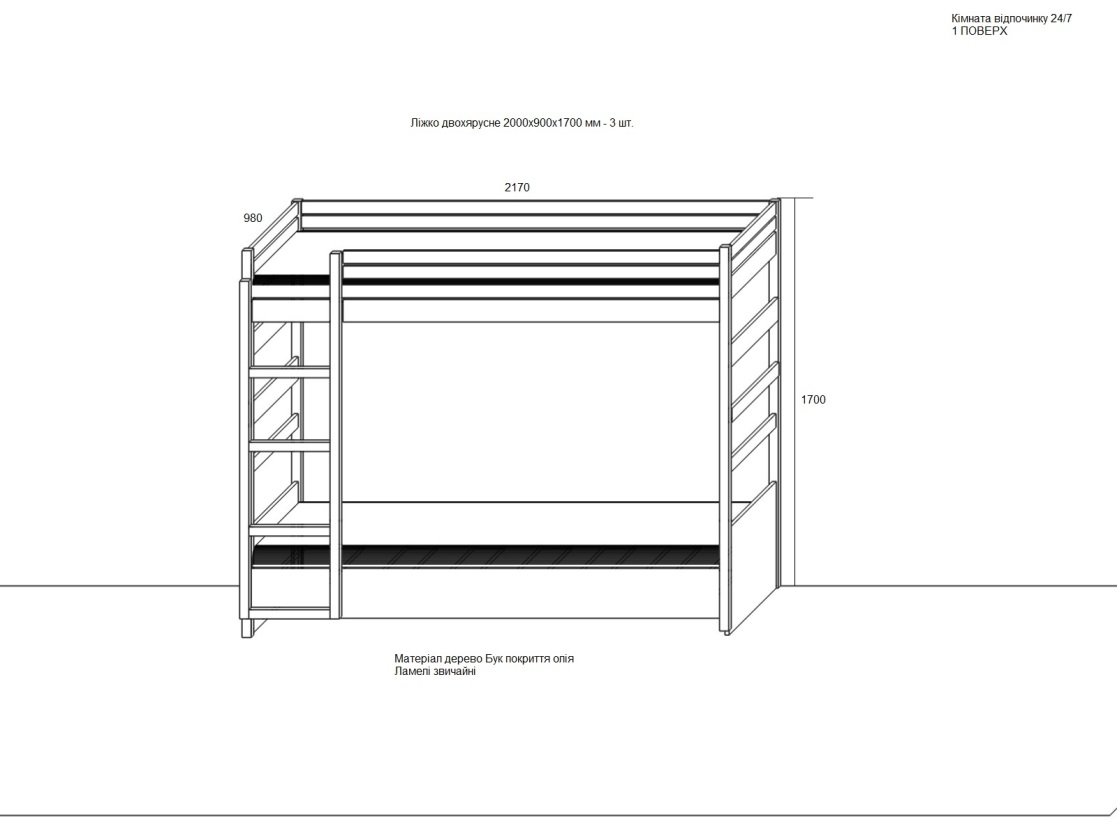 Кімната відпочинку 24/7
1 ПОВЕРХ
Ліжко двохярусне 2000х900х1700 мм - 3 шт.
2170
980
1700
Матеріал дерево Бук покриття олія
Ламелі звичайні